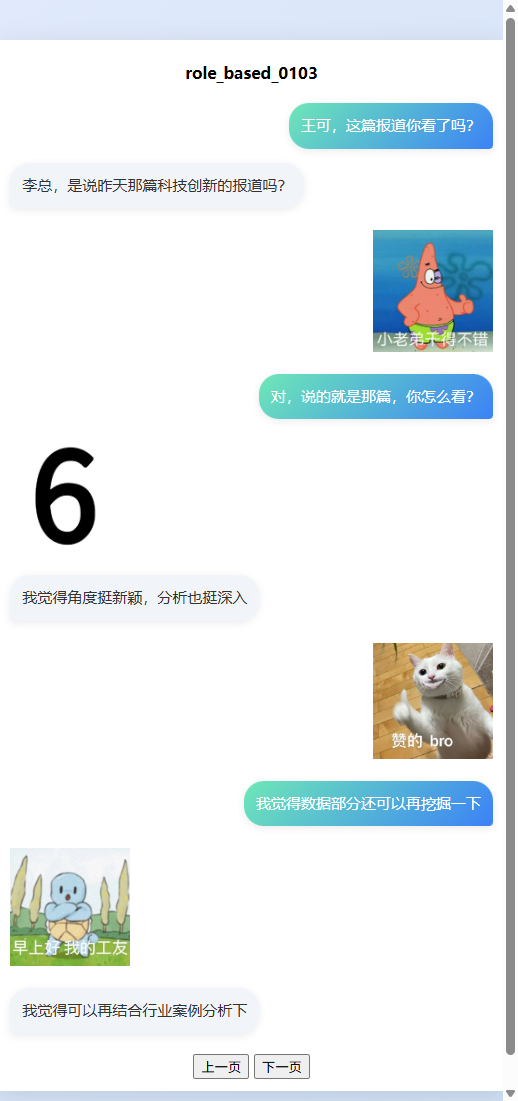 role_based_0103
王可，这篇报道你看了吗？
李总，是说昨天那篇科技创新的报道吗？
小老弟干得不错
对，说的就是那篇，你怎么看？
6
我觉得角度挺新颖，分析也挺深入
赞的 bro
我觉得数据部分还可以再挖掘一下
早上好我的工友
我觉得可以再结合行业案例分析下
上一页 下一页